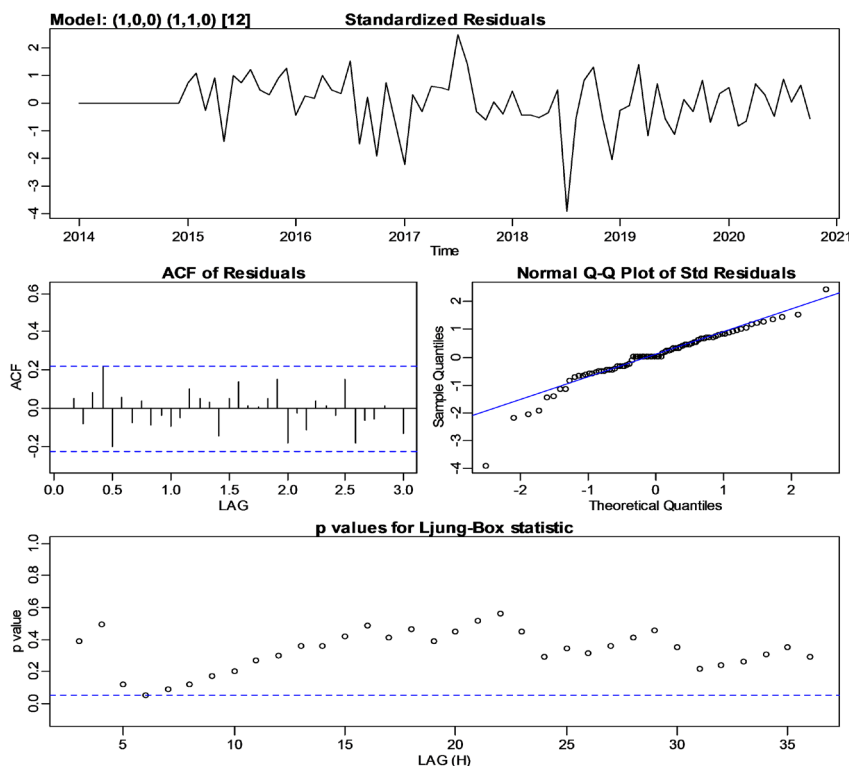 Model: (1,0,0) (1,1,0) [12] Standardized Residuals
2
1
0
-1
-2
-3
-4
2014 2015 2016 2017 2018 2019 2020 2021
Time
ACF of Residuals
ACF
0.6
0.4
0.2
0.0
-0.2
0.0 0.5 1.0 1.5 2.0 2.5 3.0
LAG
Normal Q-Q Plot of Std Residuals
Sample Quantiles
2
1
0
-1
-2
-3
-4
-2 -1 0 1 2
Theoretical Quantiles
p values for Ljung-Box statistic
p value
1.0
0.8
0.6
0.4
0.2
0.0
5 10 15 20 25 30 35
LAG (H)